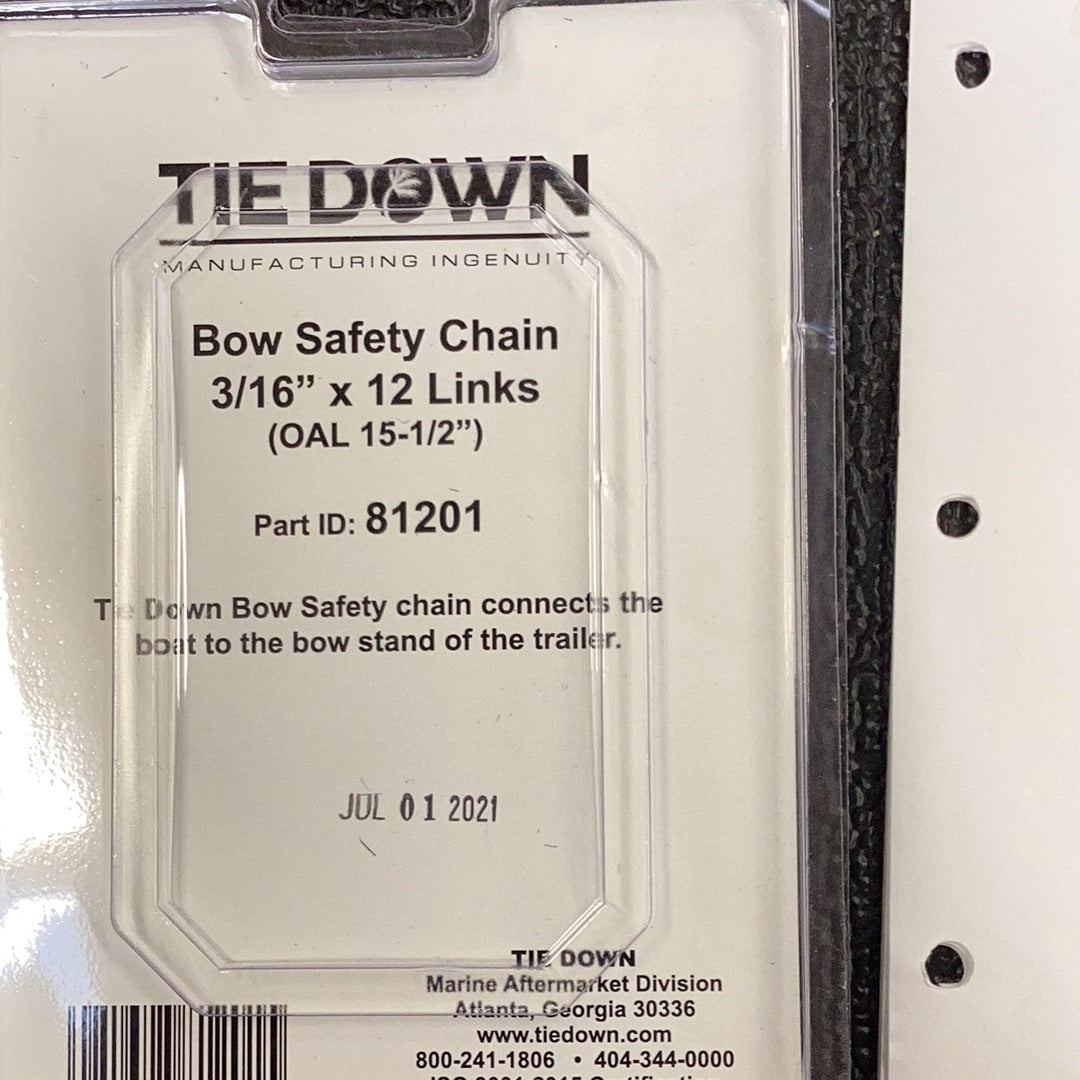 TIE DOWN
MANUFACTURING INGENUITY
Bow Safety Chain
3/16” x 12 Links
(OAL 15-1/2”)
Part ID: 81201
Tie Down Bow Safety chain connects the
boat to the bow stand of the trailer.
JUL 01 2021
TIE DOWN
Marine Aftermarket Division
Atlanta, Georgia 30336
www.tiedown.com
800-241-1806 • 404-344-0000